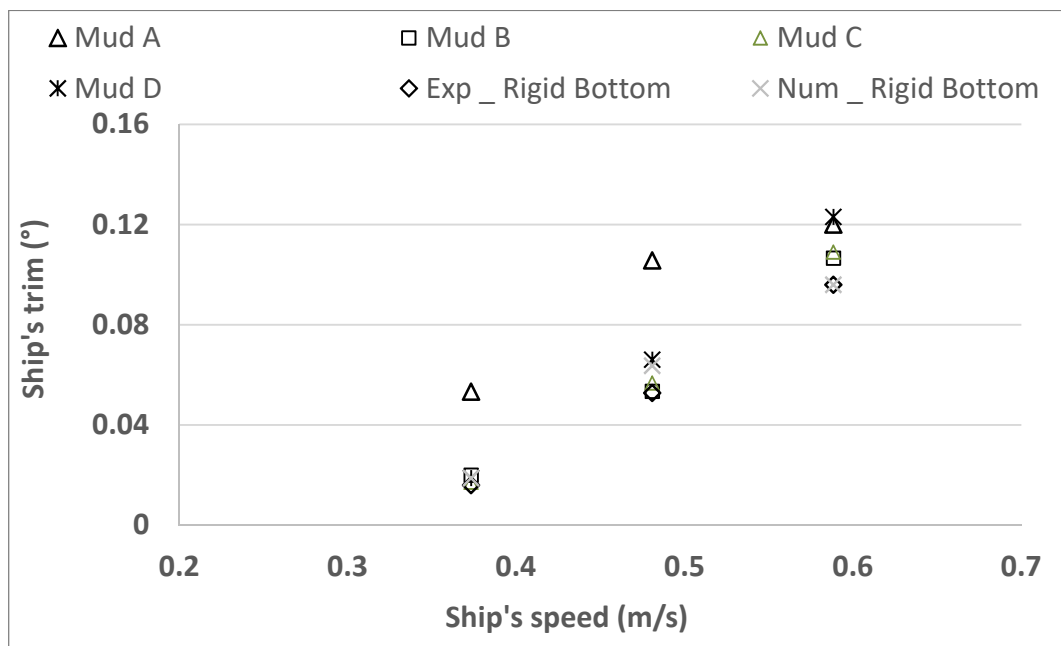 Mud A Mud B Mud C
Mud D Exp _ Rigid Bottom Num _ Rigid Bottom
0.16
0.12
0.08
0.04
0
Ship's trim (°)
0.2 0.3 0.4 0.5 0.6 0.7
Ship's speed (m/s)